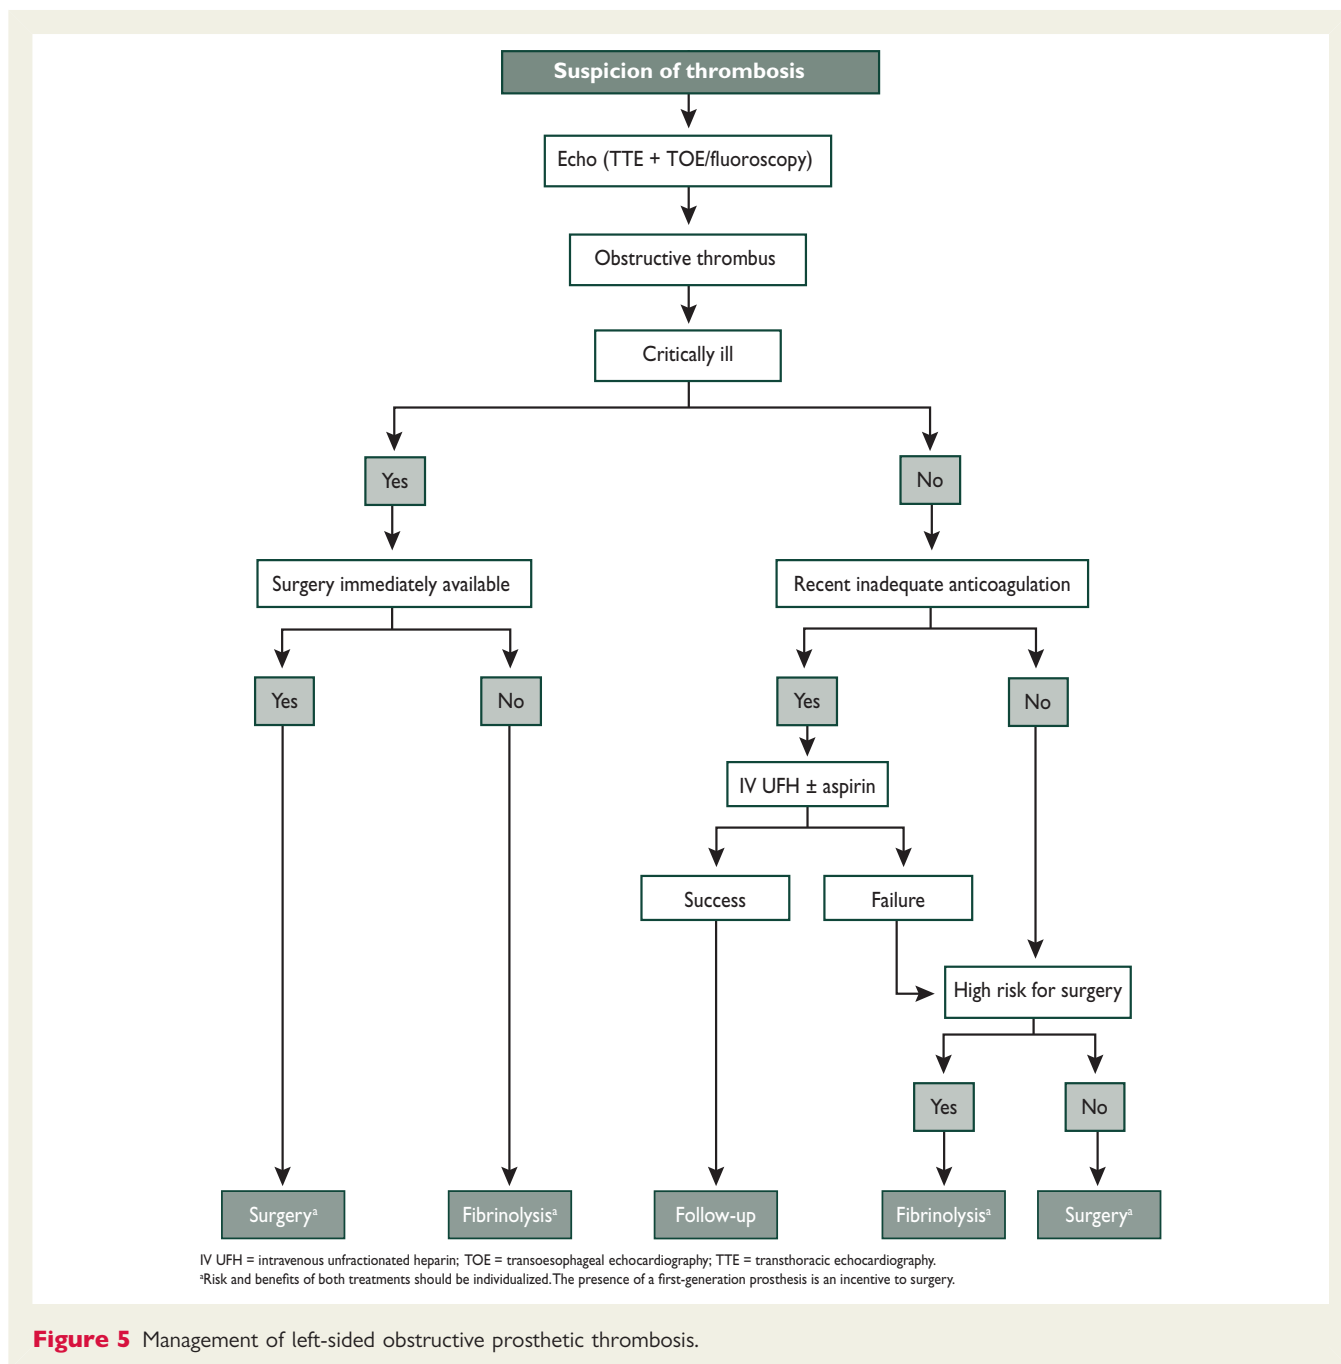 Suspicion of thrombosis
Echo (TTE + TOE/fluoroscopy)
Obstructive thrombus
Critically ill
Yes
No
Surgery immediately available
Recent inadequate anticoagulation
Yes
No
Yes
No
IV UFH ± aspirin
Success
Failure
High risk for surgery
Yes
No
Surgeryᵃ
Fibrinolysisᵃ
Follow-up
Fibrinolysisᵃ
Surgeryᵃ
IV UFH = intravenous unfractionated heparin; TOE = transoesophageal echocardiography; TTE = transthoracic echocardiography.
ᵃRisk and benefits of both treatments should be individualized. The presence of a first-generation prosthesis is an incentive to surgery.
Figure 5 Management of left-sided obstructive prosthetic thrombosis.